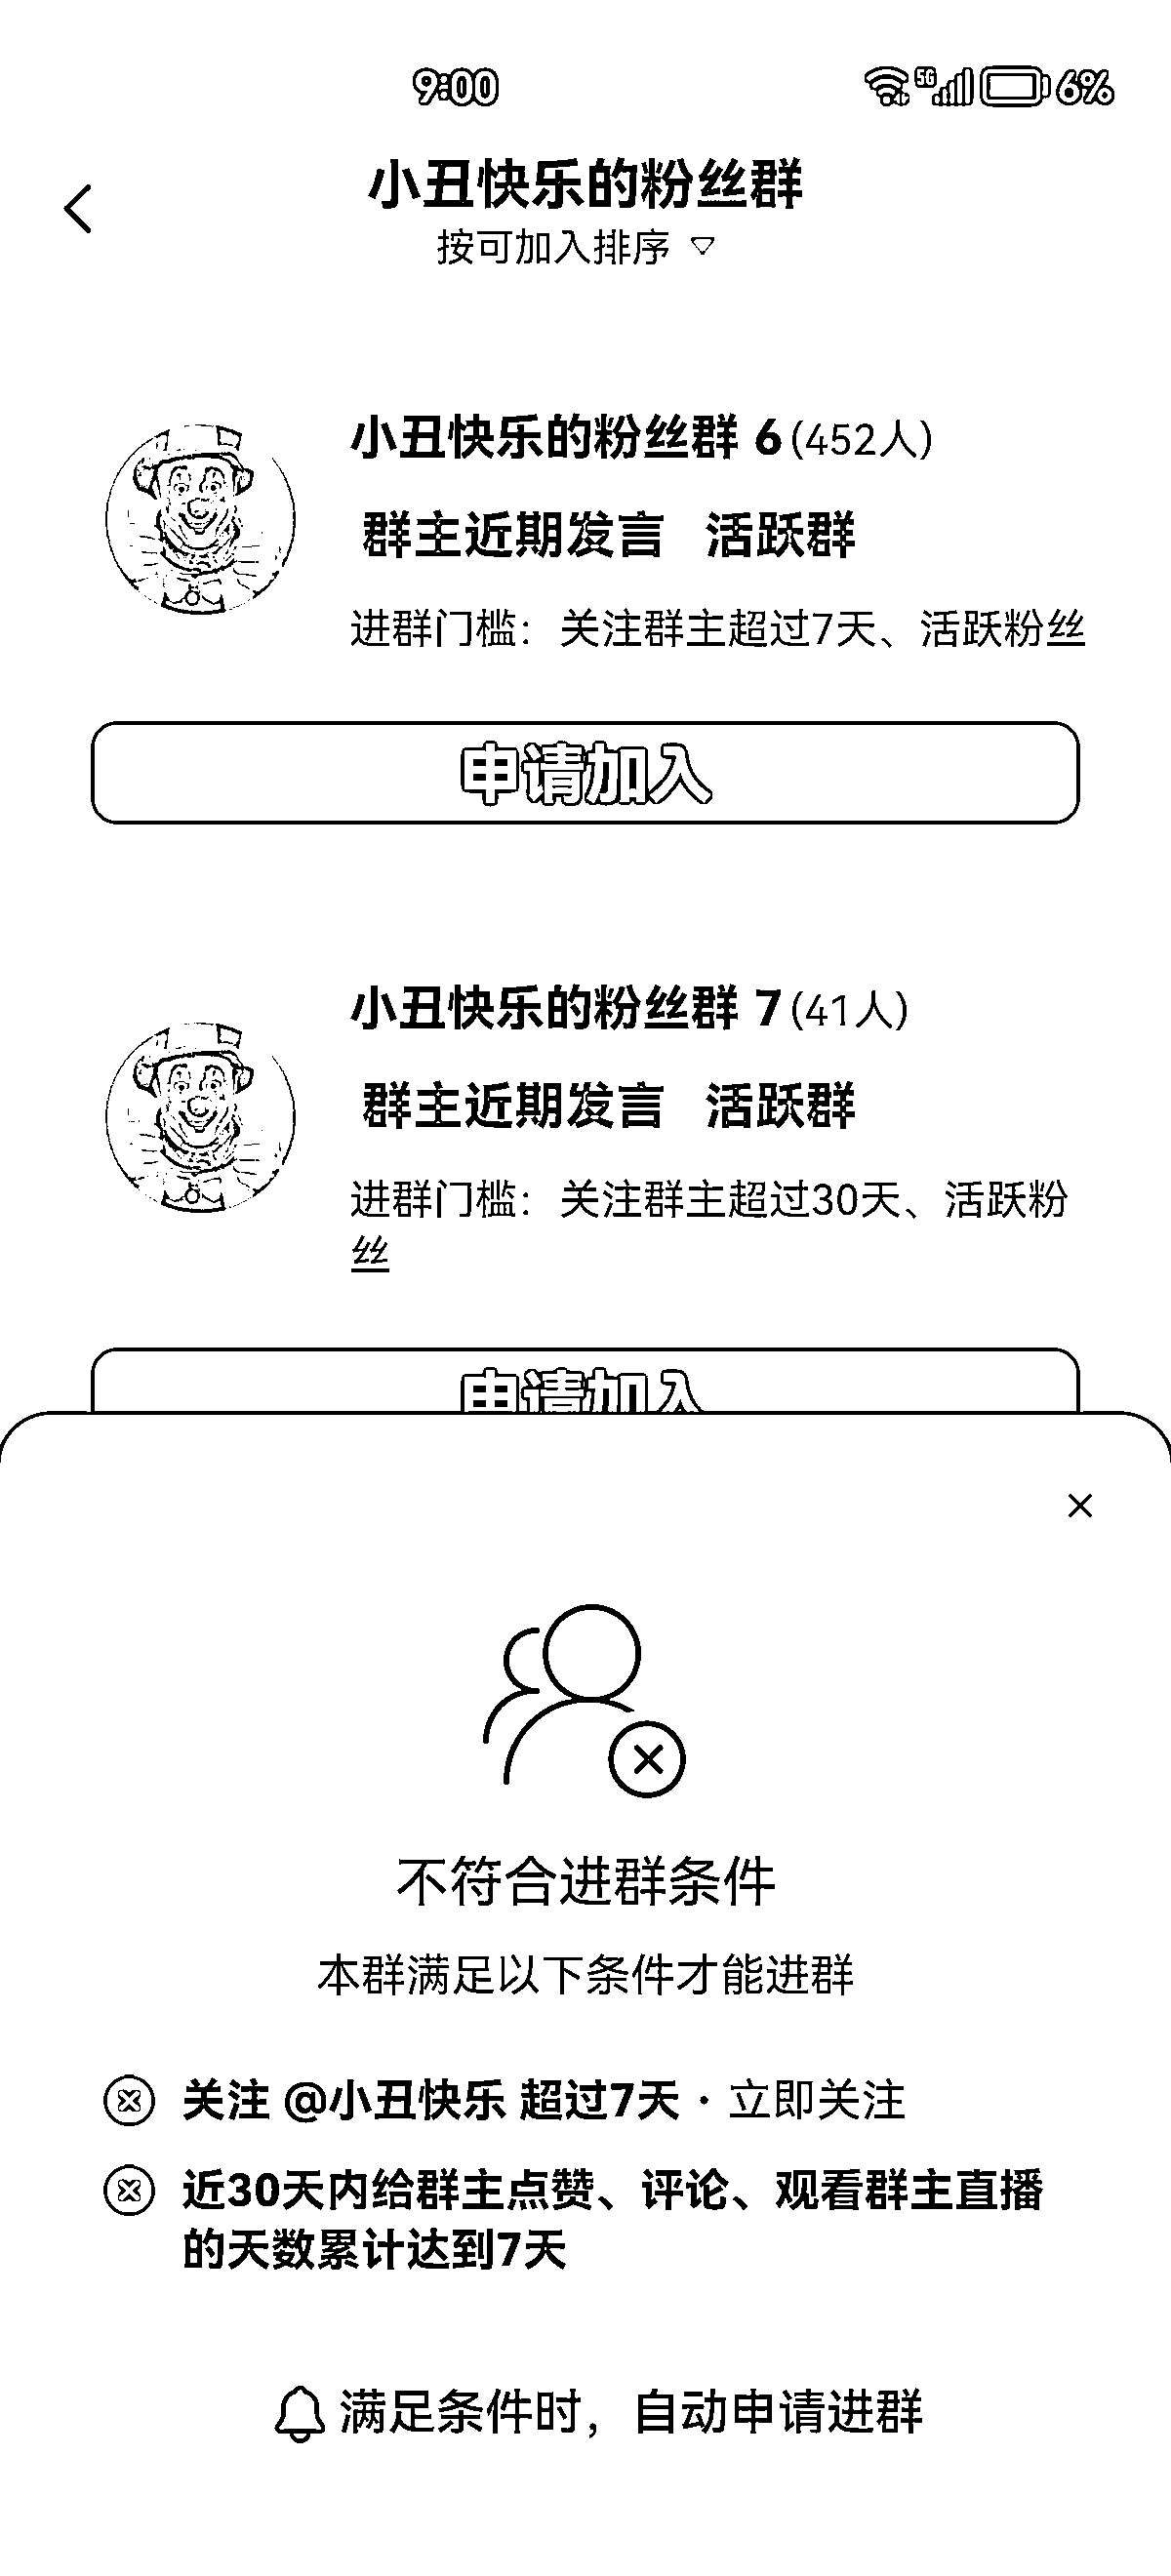 9:00 5G 6%
小丑快乐的粉丝群
按可加入排序
小丑快乐的粉丝群 6(452人)
群主近期发言 活跃群
进群门槛：关注群主超过7天、活跃粉丝
申请加入
小丑快乐的粉丝群 7(41人)
群主近期发言 活跃群
进群门槛：关注群主超过30天、活跃粉
丝
申请加入
不符合进群条件
本群满足以下条件才能进群
关注 @小丑快乐 超过7天 · 立即关注
近30天内给群主点赞、评论、观看群主直播
的天数累计达到7天
满足条件时，自动申请进群